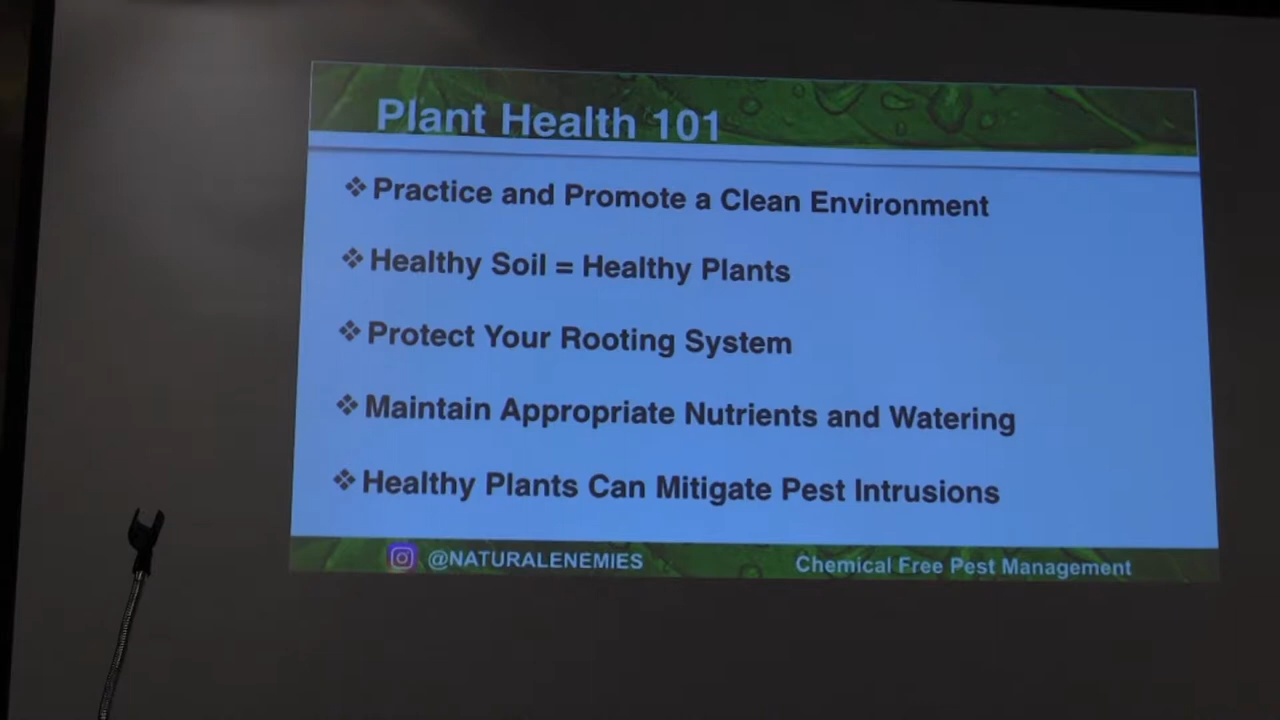 Plant Health 101
❖ Practice and Promote a Clean Environment
❖ Healthy Soil = Healthy Plants
❖ Protect Your Rooting System
❖ Maintain Appropriate Nutrients and Watering
❖ Healthy Plants Can Mitigate Pest Intrusions
@NATURALENEMIES
Chemical Free Pest Management